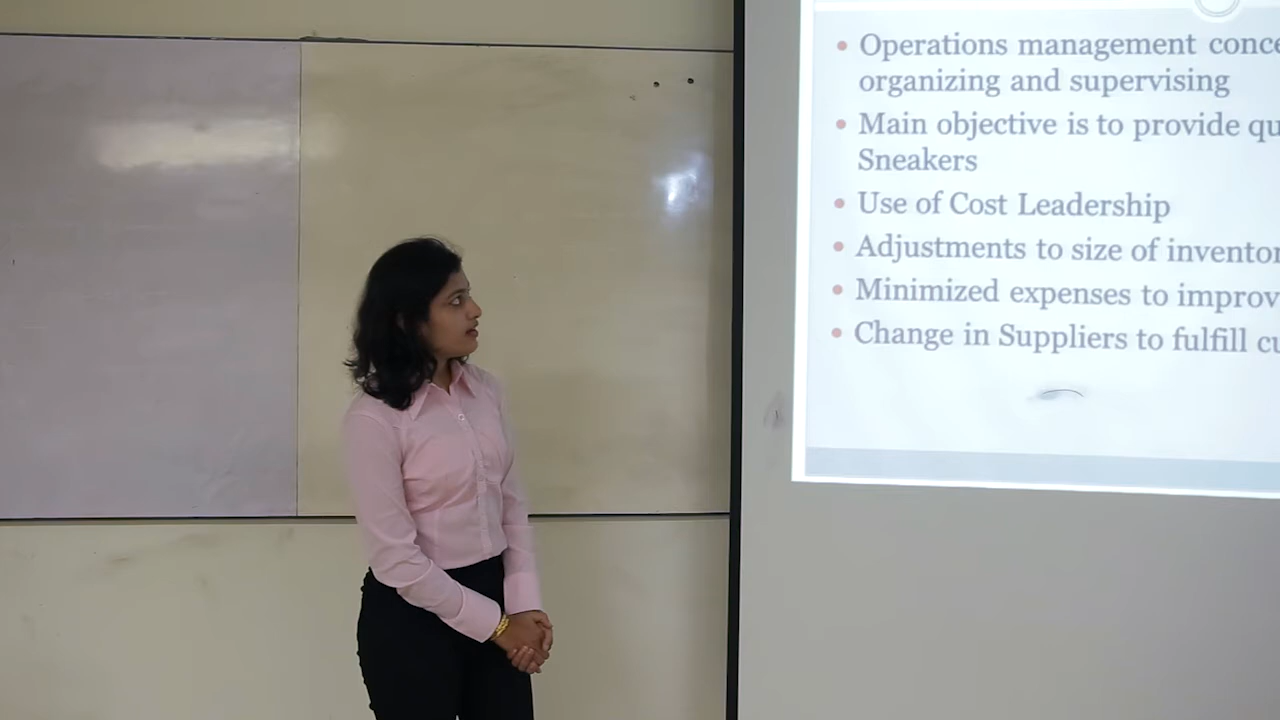 Operations management conce
organizing and supervising
Main objective is to provide qu
Sneakers
Use of Cost Leadership
Adjustments to size of inventor
Minimized expenses to improv
Change in Suppliers to fulfill cu